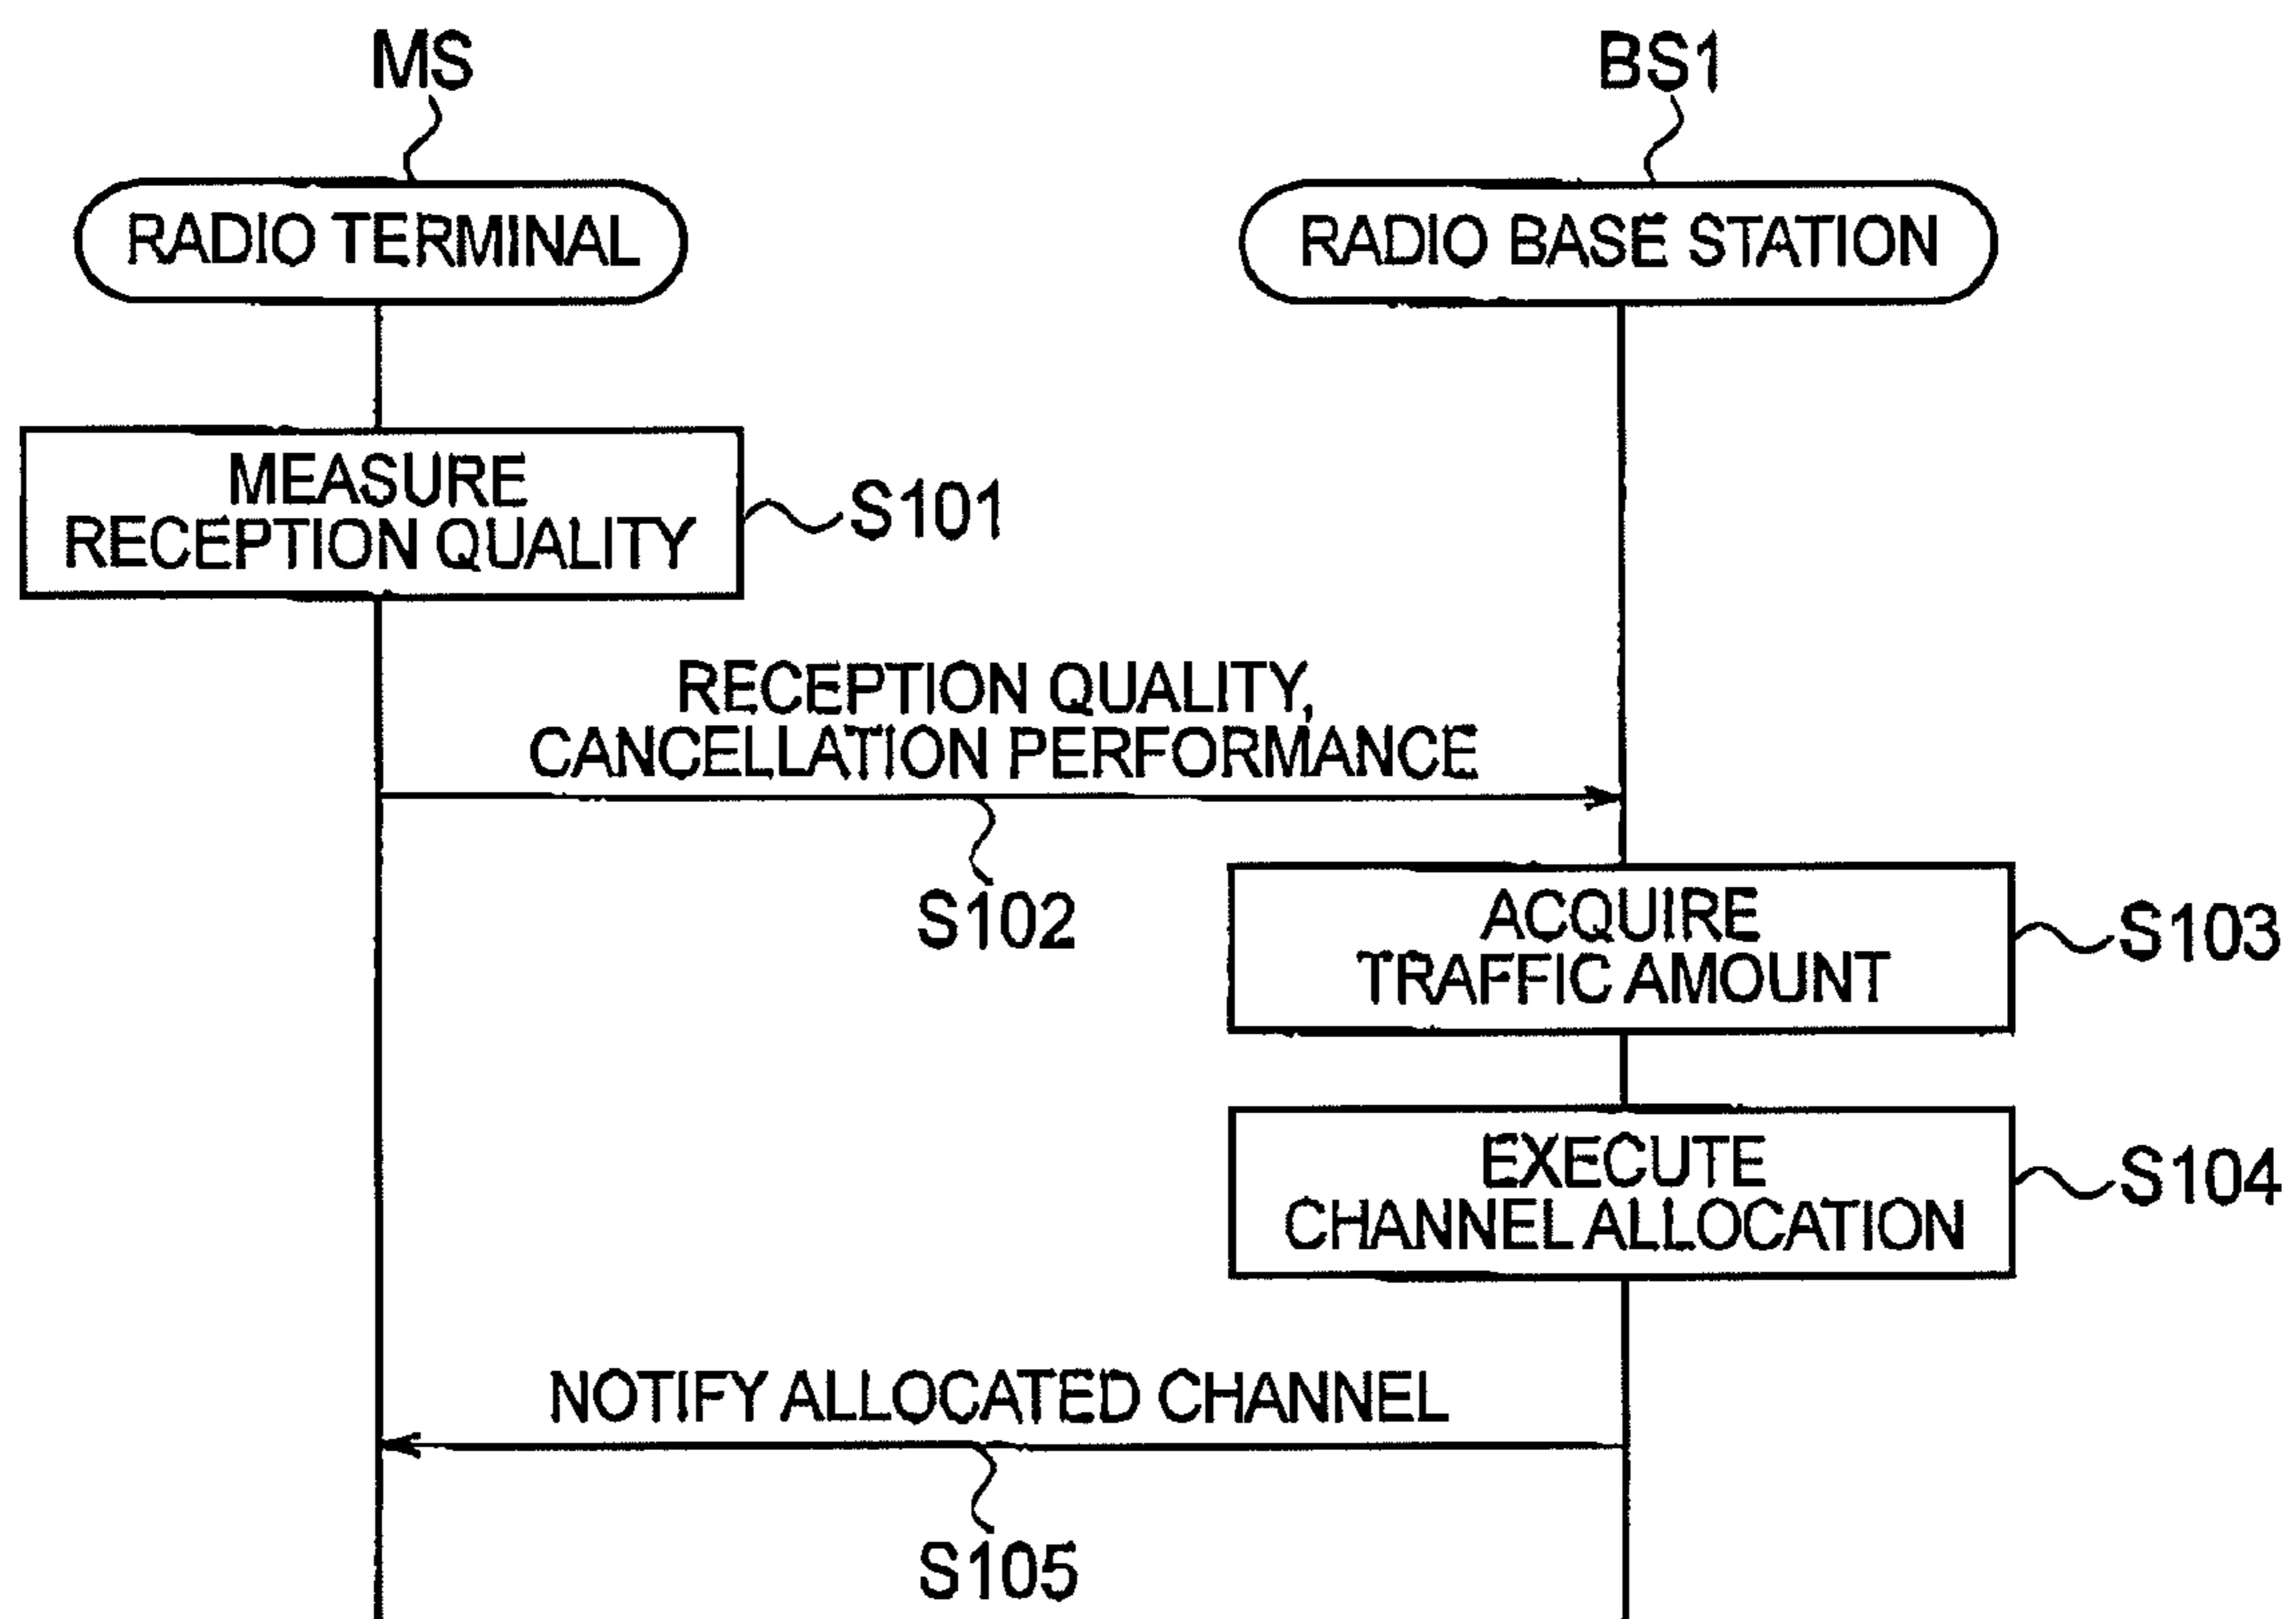 MS
BS1
RADIO TERMINAL
RADIO BASE STATION
MEASURE
RECEPTION QUALITY
S101
RECEPTION QUALITY,
CANCELLATION PERFORMANCE
S102
ACQUIRE
TRAFFIC AMOUNT
S103
EXECUTE
CHANNEL ALLOCATION
S104
NOTIFY ALLOCATED CHANNEL
S105